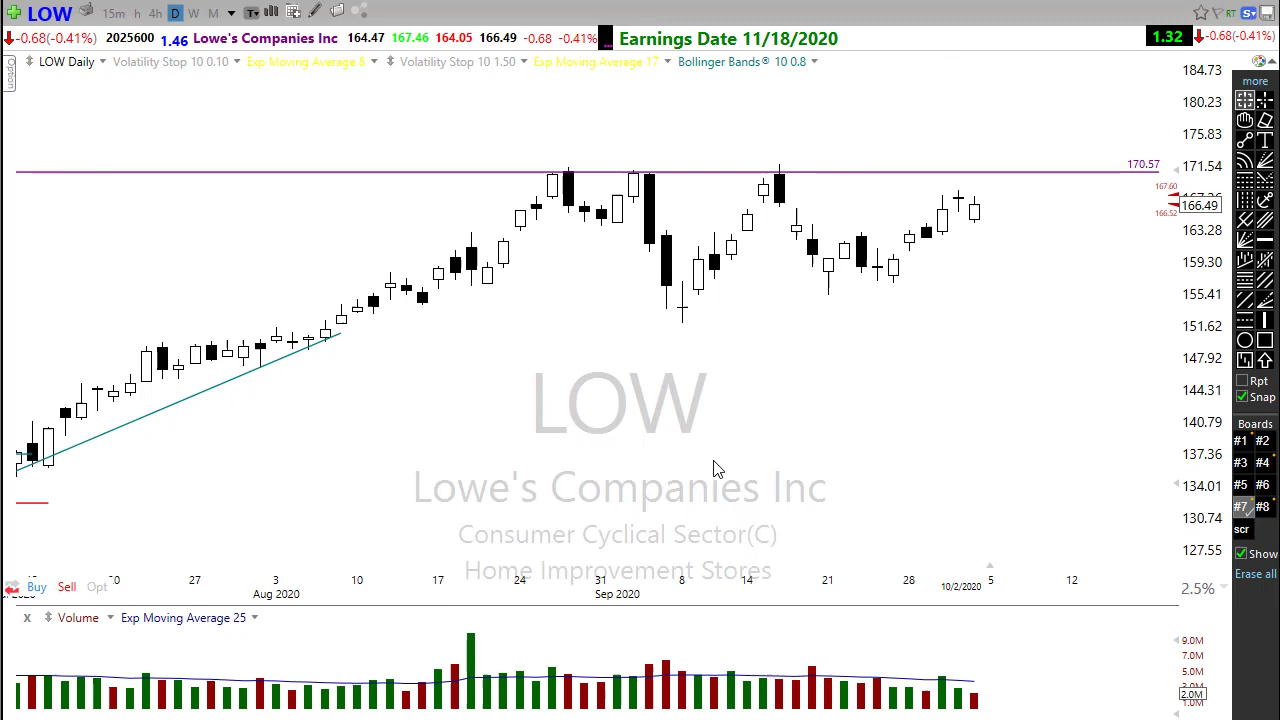 LOW 15m h 4h D W M T RT S
-0.68(-0.41%) 2025600 1.46 Lowe's Companies Inc 164.47 167.46 164.05 166.49 -0.68 -0.41% Earnings Date 11/18/2020 1.32 -0.68(-0.41%)
Option
LOW Daily Volatility Stop 10 0.10 Exp Moving Average 8 Volatility Stop 10 1.50 Exp Moving Average 17 Bollinger Bands® 10 0.8
184.73
180.23
175.83
170.57 171.54
167.60
166.49
166.52
163.28
159.30
155.41
151.62
147.92
144.31
140.79
137.36
134.01
130.74
127.55
LOW
Lowe's Companies Inc
Consumer Cyclical Sector(C)
Home Improvement Stores
Buy Sell Opt
27 3 10 17 24 31 8 14 21 28 10/2/2020 5 12
Aug 2020 Sep 2020
2.5%
x Volume Exp Moving Average 25
9.0M
7.0M
5.0M
2.0M
1.0M
more
Rpt
Snap
Boards
#1 #2
#3 #4
#5 #6
#7 #8
scr
Show
Erase all